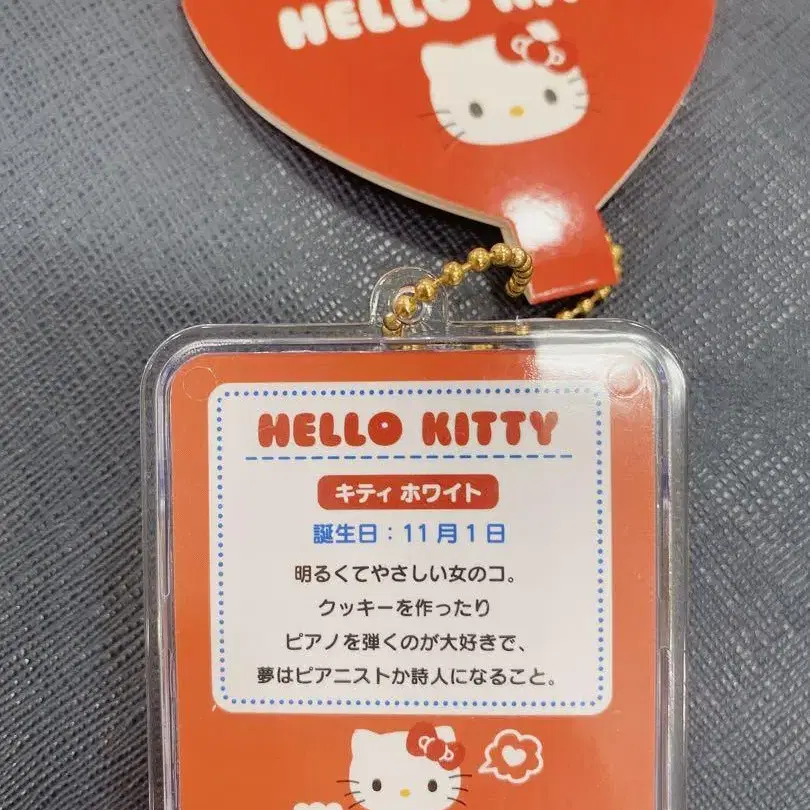 HELLO KITTY
キティ ホワイト
誕生日：11月1日
明るくてやさしい女のコ。
クッキーを作ったり
ピアノを弾くのが大好きで、
夢はピアニストか詩人になること。